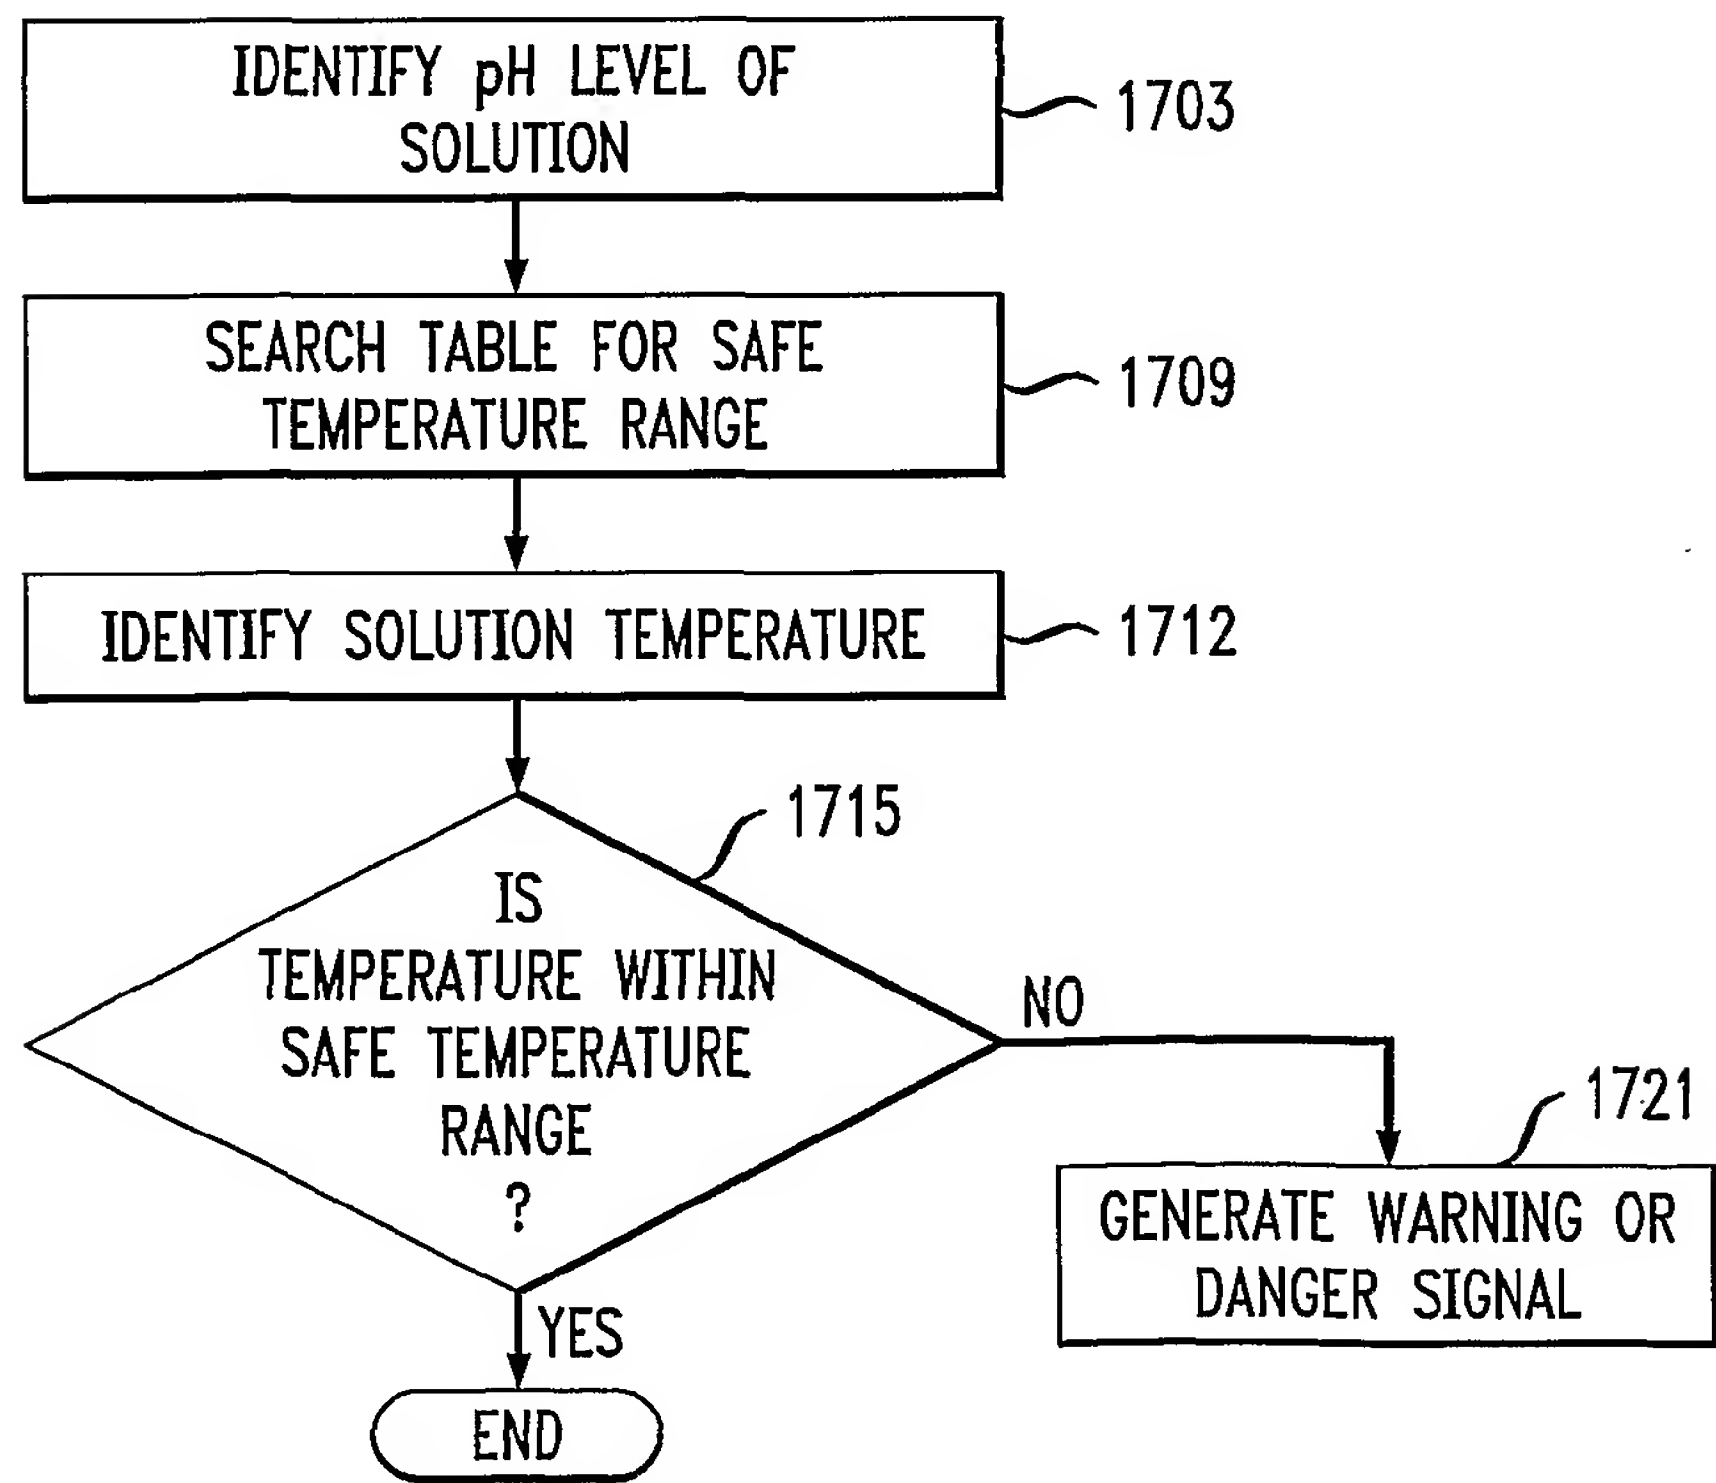 IDENTIFY pH LEVEL OF
SOLUTION
1703
SEARCH TABLE FOR SAFE
TEMPERATURE RANGE
1709
IDENTIFY SOLUTION TEMPERATURE
1712
1715
IS
TEMPERATURE WITHIN
SAFE TEMPERATURE
RANGE
?
NO
1721
GENERATE WARNING OR
DANGER SIGNAL
YES
END